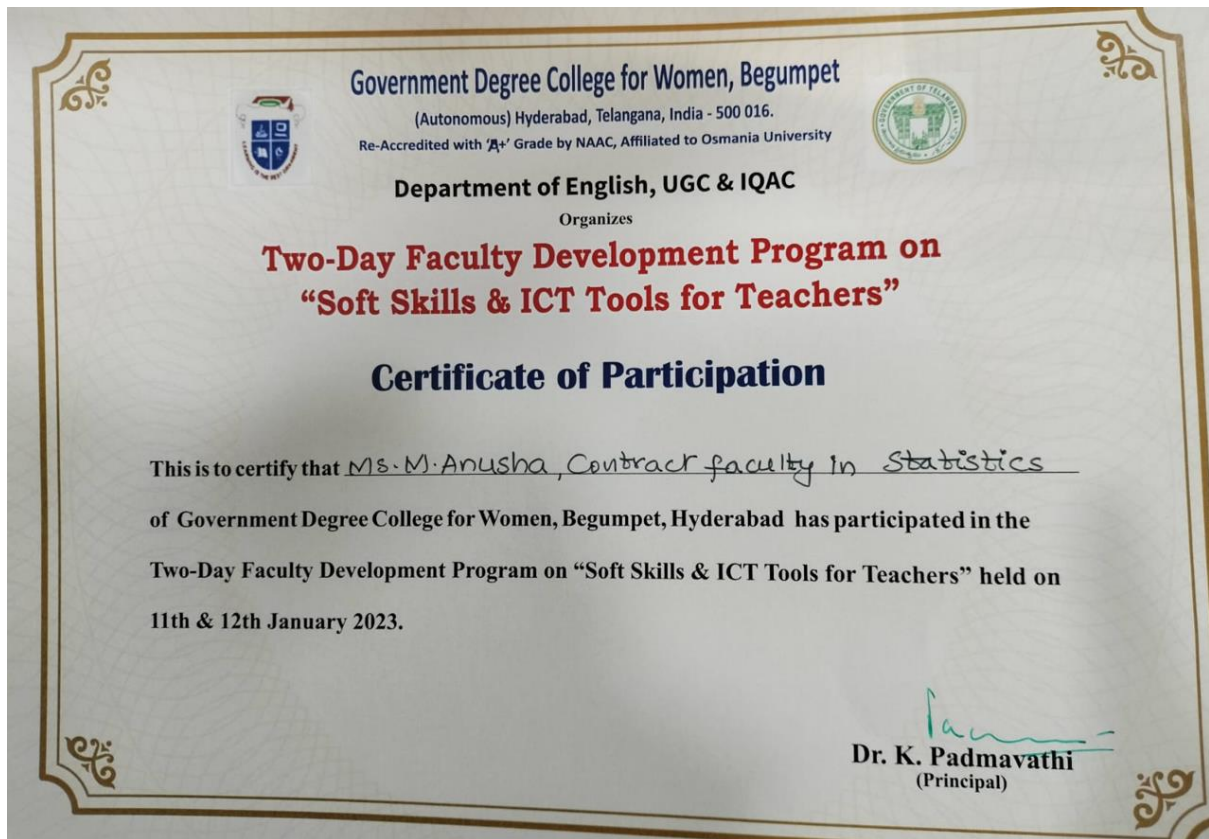 Government Degree College for Women, Begumpet
(Autonomous) Hyderabad, Telangana, India - 500 016.
Re-Accredited with 'A+' Grade by NAAC, Affiliated to Osmania University
Department of English, UGC & IQAC
Organizes
Two-Day Faculty Development Program on
“Soft Skills & ICT Tools for Teachers”
Certificate of Participation
This is to certify that Ms. M. Anusha, Contract faculty in Statistics
of Government Degree College for Women, Begumpet, Hyderabad has participated in the
Two-Day Faculty Development Program on “Soft Skills & ICT Tools for Teachers” held on
11th & 12th January 2023.
Dr. K. Padmavathi
(Principal)